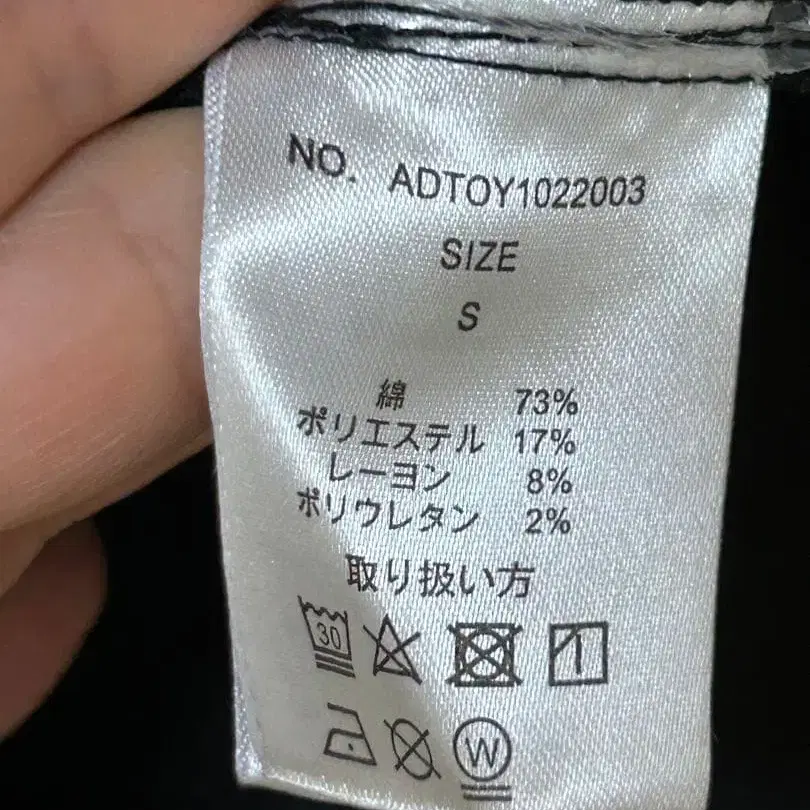 NO. ADTOY1022003
SIZE
S
綿 73%
ポリエステル 17%
レーヨン 8%
ポリウレタン 2%
取り扱い方
30
W